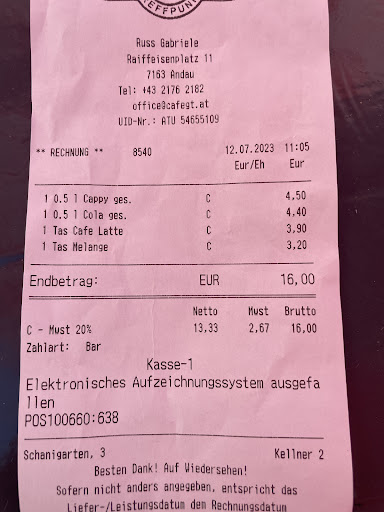 TREFFPUN
Russ Gabriele
Raiffeisenplatz 11
7163 Andau
Tel: +43 2176 2182
office@cafegt.at
UID-Nr.: ATU 54655109
** RECHNUNG ** 8540 12.07.2023 11:05
Eur/Eh Eur
1 0.5 l Cappy ges. C 4,50
1 0.5 l Cola ges. C 4,40
1 Tas Cafe Latte C 3,90
1 Tas Melange C 3,20
Endbetrag: EUR 16,00
Netto Mwst Brutto
C - Mwst 20% 13,33 2,67 16,00
Zahlart: Bar
Kasse-1
Elektronisches Aufzeichnungssystem ausgefa
llen
POS100660:638
Schanigarten, 3 Kellner 2
Besten Dank! Auf Wiedersehen!
Sofern nicht anders angegeben, entspricht das
Liefer-/Leistungsdatum dem Rechnungsdatum